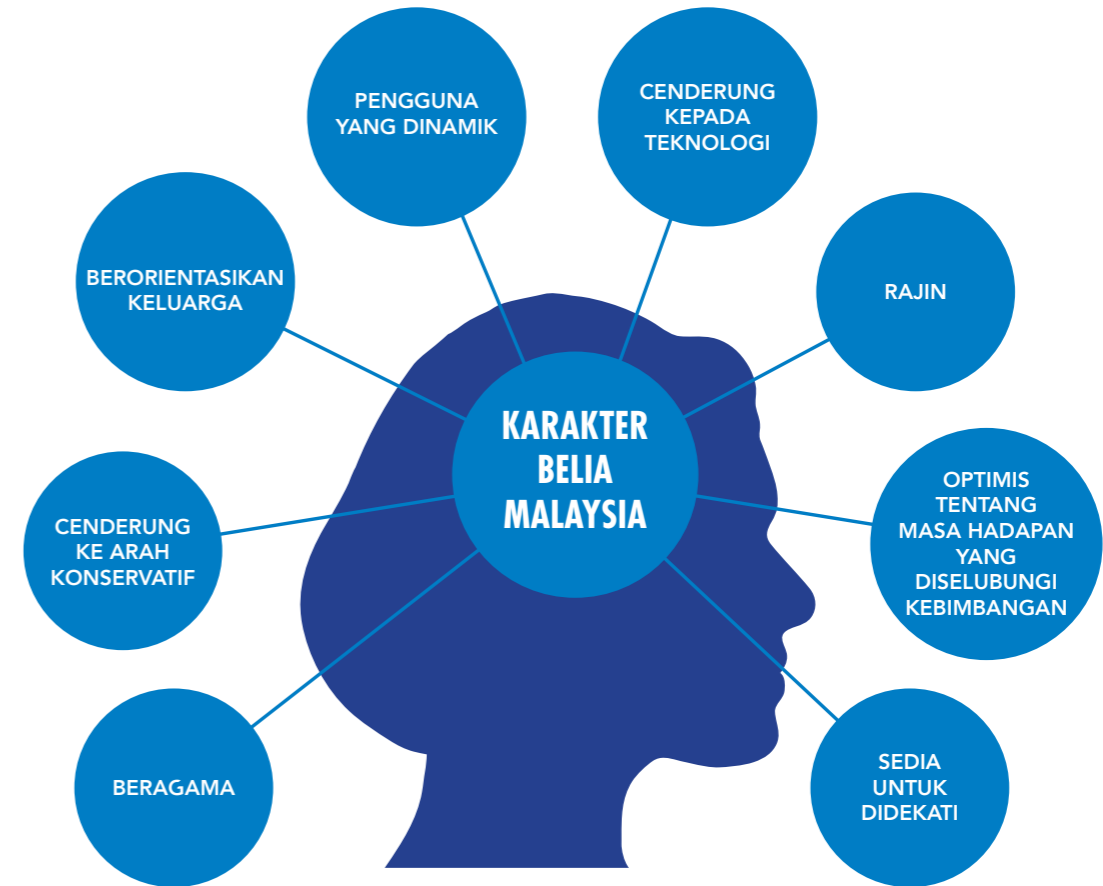 PENGGUNA
YANG DINAMIK
CENDERUNG
KEPADA
TEKNOLOGI
BERORIENTASIKAN
KELUARGA
RAJIN
KARAKTER
BELIA
MALAYSIA
CENDERUNG
KE ARAH
KONSERVATIF
OPTIMIS
TENTANG
MASA HADAPAN
YANG
DISELUBUNGI
KEBIMBANGAN
BERAGAMA
SEDIA
UNTUK
DIDEKATI